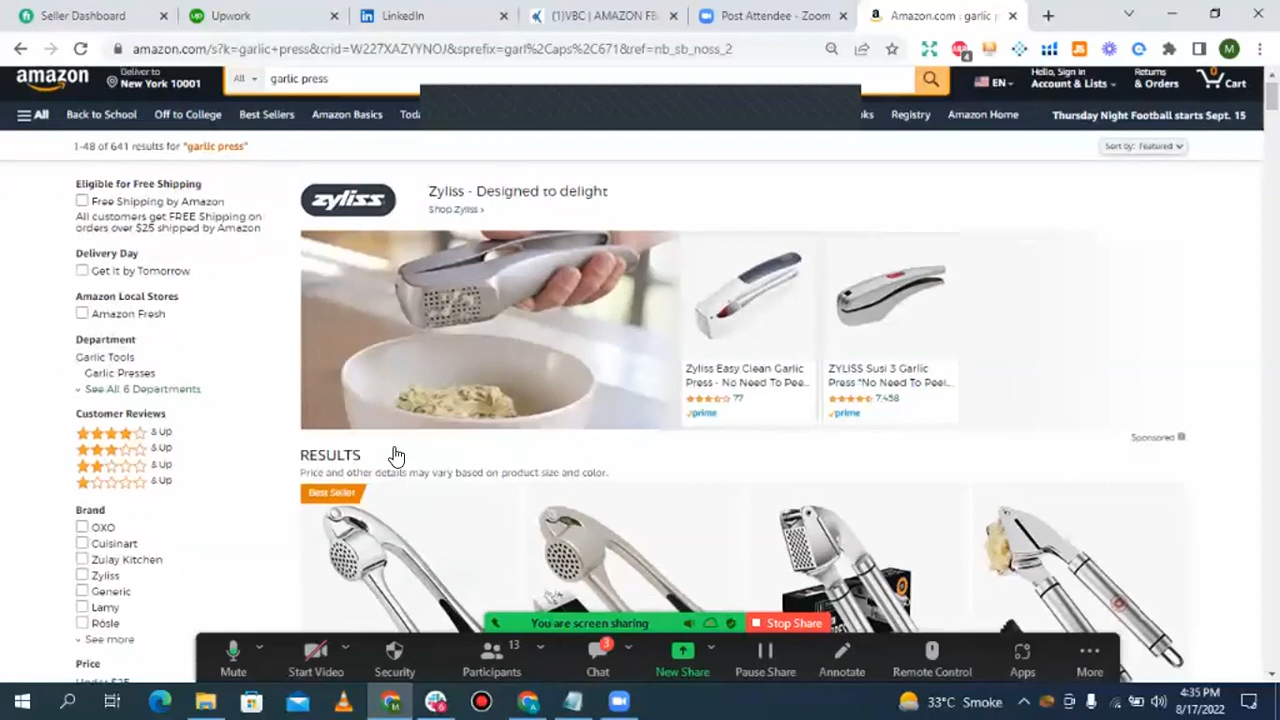 Seller Dashboard
Upwork
LinkedIn
(1)VBC | AMAZON FB
Post Attendee - Zoom
Amazon.com : garlic p
amazon.com/s?k=garlic+press&crid=W227XAZYYNOJ&sprefix=garl%2Caps%2C671&ref=nb_sb_noss_2
4
M
amazon
Deliver to
New York 10001
All
garlic press
EN
Hello, Sign in
Account & Lists
Returns
& Orders
0
Cart
All
Back to School
Off to College
Best Sellers
Amazon Basics
Toda
ks
Registry
Amazon Home
Thursday Night Football starts Sept. 15
1-48 of 641 results for "garlic press"
Sort by: Featured
Eligible for Free Shipping
Free Shipping by Amazon
All customers get FREE Shipping on
orders over $25 shipped by Amazon
Delivery Day
Get it by Tomorrow
Amazon Local Stores
Amazon Fresh
Department
Garlic Tools
Garlic Presses
See All 6 Departments
Customer Reviews
& Up
& Up
& Up
& Up
Brand
OXO
Cuisinart
Zulay Kitchen
Zyliss
Generic
Lamy
Rösle
See more
Price
zyliss
Zyliss - Designed to delight
Shop Zyliss ›
Zyliss Easy Clean Garlic
Press - No Need To Pee...
77
prime
ZYLISS Susi 3 Garlic
Press "No Need To Peel...
7,458
prime
Sponsored
RESULTS
Price and other details may vary based on product size and color.
Best Seller
You are screen sharing
Stop Share
Mute
Start Video
Security
13
Participants
3
Chat
New Share
Pause Share
Annotate
Remote Control
Apps
More
33°C Smoke
4:35 PM
8/17/2022